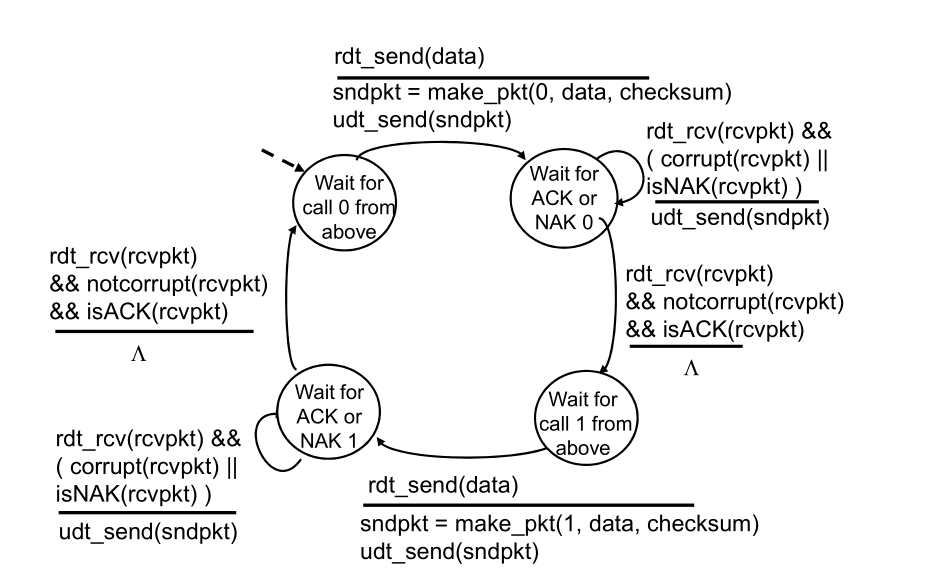 rdt_send(data)
sndpkt = make_pkt(0, data, checksum)
udt_send(sndpkt)
rdt_rcv(rcvpkt) &&
( corrupt(rcvpkt) ||
isNAK(rcvpkt) )
udt_send(sndpkt)
Wait for
call 0 from
above
Wait for
ACK or
NAK 0
rdt_rcv(rcvpkt)
&& notcorrupt(rcvpkt)
&& isACK(rcvpkt)
Λ
rdt_rcv(rcvpkt)
&& notcorrupt(rcvpkt)
&& isACK(rcvpkt)
Λ
Wait for
ACK or
NAK 1
Wait for
call 1 from
above
rdt_rcv(rcvpkt) &&
( corrupt(rcvpkt) ||
isNAK(rcvpkt) )
udt_send(sndpkt)
rdt_send(data)
sndpkt = make_pkt(1, data, checksum)
udt_send(sndpkt)